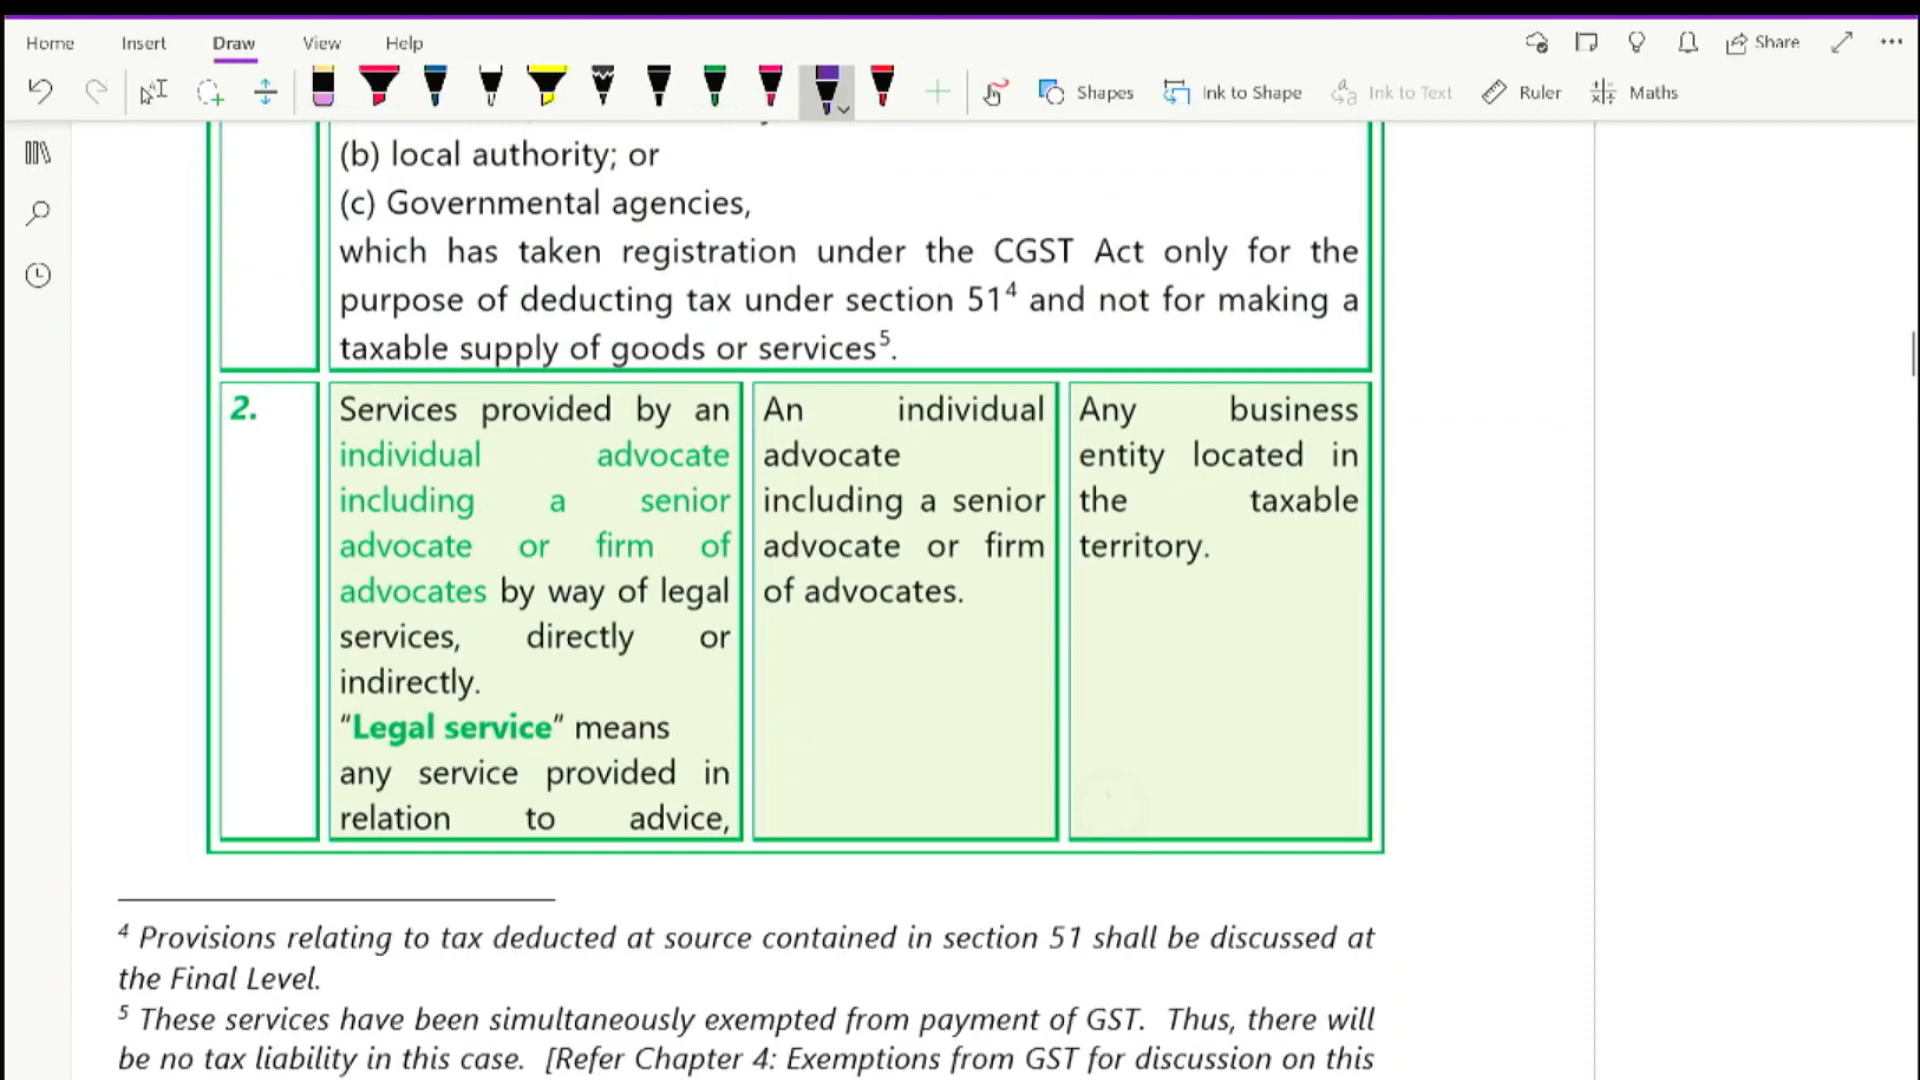 Home Insert Draw View Help Share ...
Shapes Ink to Shape Ink to Text Ruler Maths
(b) local authority; or
(c) Governmental agencies,
which has taken registration under the CGST Act only for the
purpose of deducting tax under section 51⁴ and not for making a
taxable supply of goods or services⁵.
2.
Services provided by an
individual advocate
including a senior
advocate or firm of
advocates by way of legal
services, directly or
indirectly.
“Legal service” means
any service provided in
relation to advice,
An individual
advocate
including a senior
advocate or firm
of advocates.
Any business
entity located in
the taxable
territory.
⁴ Provisions relating to tax deducted at source contained in section 51 shall be discussed at
the Final Level.
⁵ These services have been simultaneously exempted from payment of GST. Thus, there will
be no tax liability in this case. [Refer Chapter 4: Exemptions from GST for discussion on this